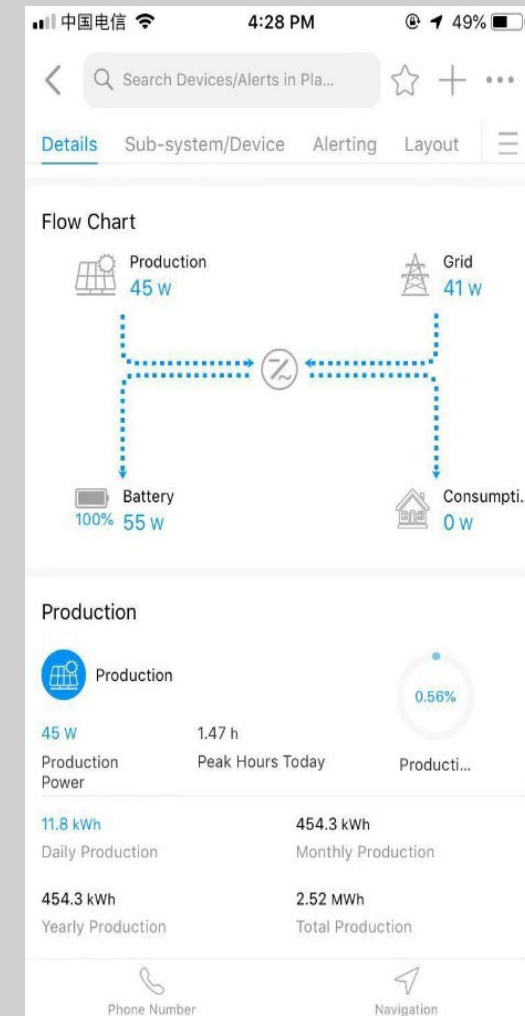 中国电信 4:28 PM 49%
Search Devices/Alerts in Pla...
Details Sub-system/Device Alerting Layout
Flow Chart
Production Grid
45 W 41 W
Battery Consumpti...
100% 55 W 0 W
Production
Production
0.56%
45 W 1.47 h
Production Power Peak Hours Today Producti...
11.8 kWh 454.3 kWh
Daily Production Monthly Production
454.3 kWh 2.52 MWh
Yearly Production Total Production
Phone Number Navigation